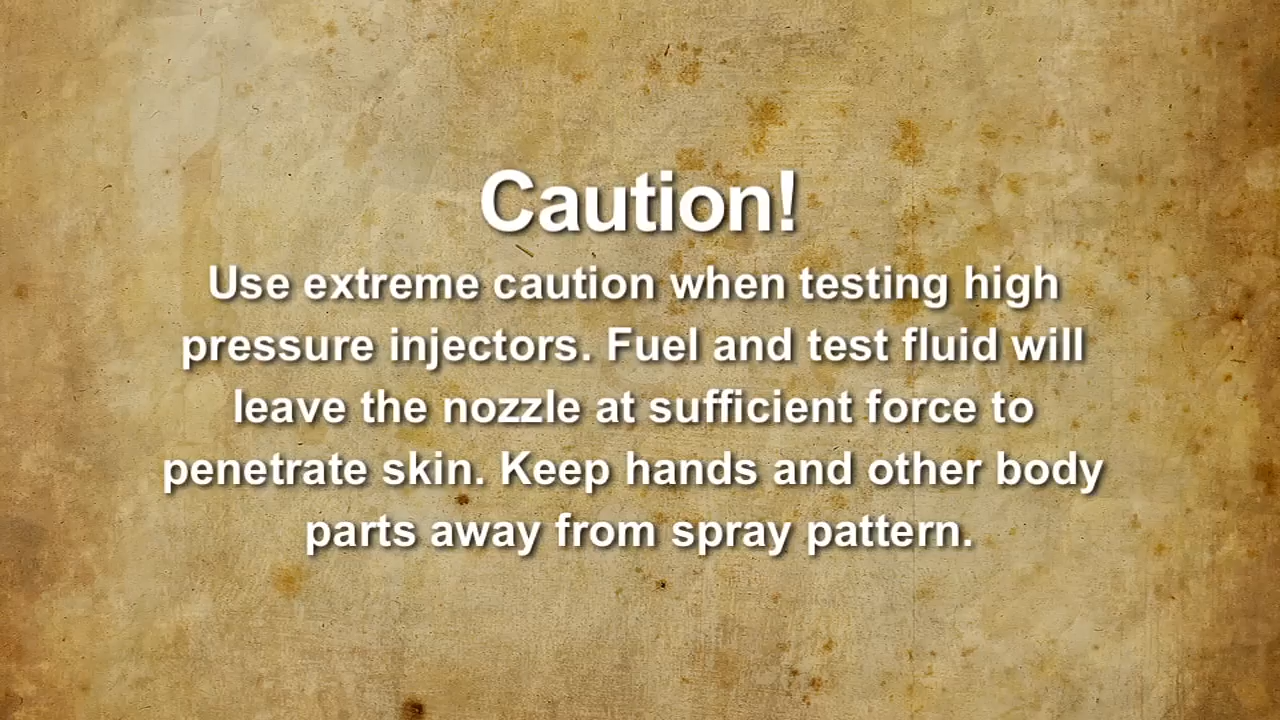 Caution!
Use extreme caution when testing high
pressure injectors. Fuel and test fluid will
leave the nozzle at sufficient force to
penetrate skin. Keep hands and other body
parts away from spray pattern.